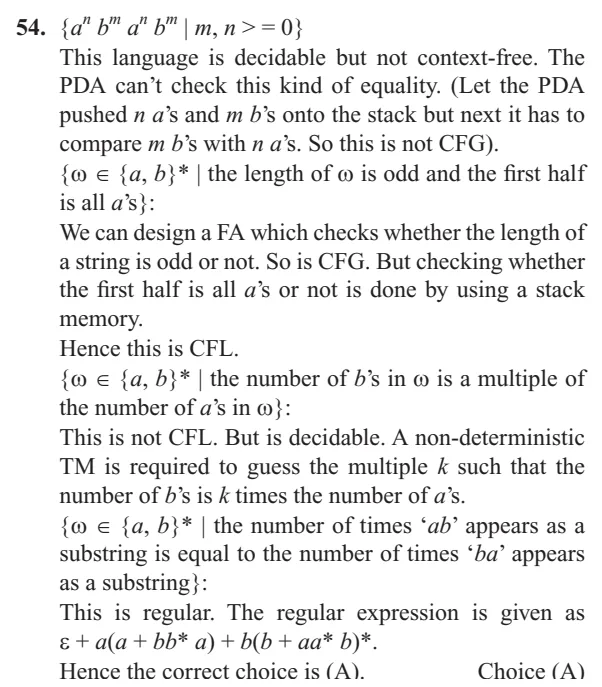 54. {aⁿ bᵐ aⁿ bᵐ | m, n > = 0}
This language is decidable but not context-free. The
PDA can’t check this kind of equality. (Let the PDA
pushed n a’s and m b’s onto the stack but next it has to
compare m b’s with n a’s. So this is not CFG).
{ω ∈ {a, b}* | the length of ω is odd and the first half
is all a’s}:
We can design a FA which checks whether the length of
a string is odd or not. So is CFG. But checking whether
the first half is all a’s or not is done by using a stack
memory.
Hence this is CFL.
{ω ∈ {a, b}* | the number of b’s in ω is a multiple of
the number of a’s in ω}:
This is not CFL. But is decidable. A non-deterministic
TM is required to guess the multiple k such that the
number of b’s is k times the number of a’s.
{ω ∈ {a, b}* | the number of times ‘ab’ appears as a
substring is equal to the number of times ‘ba’ appears
as a substring}:
This is regular. The regular expression is given as
ε + a(a + bb* a) + b(b + aa* b)*.
Hence the correct choice is (A). Choice (A)